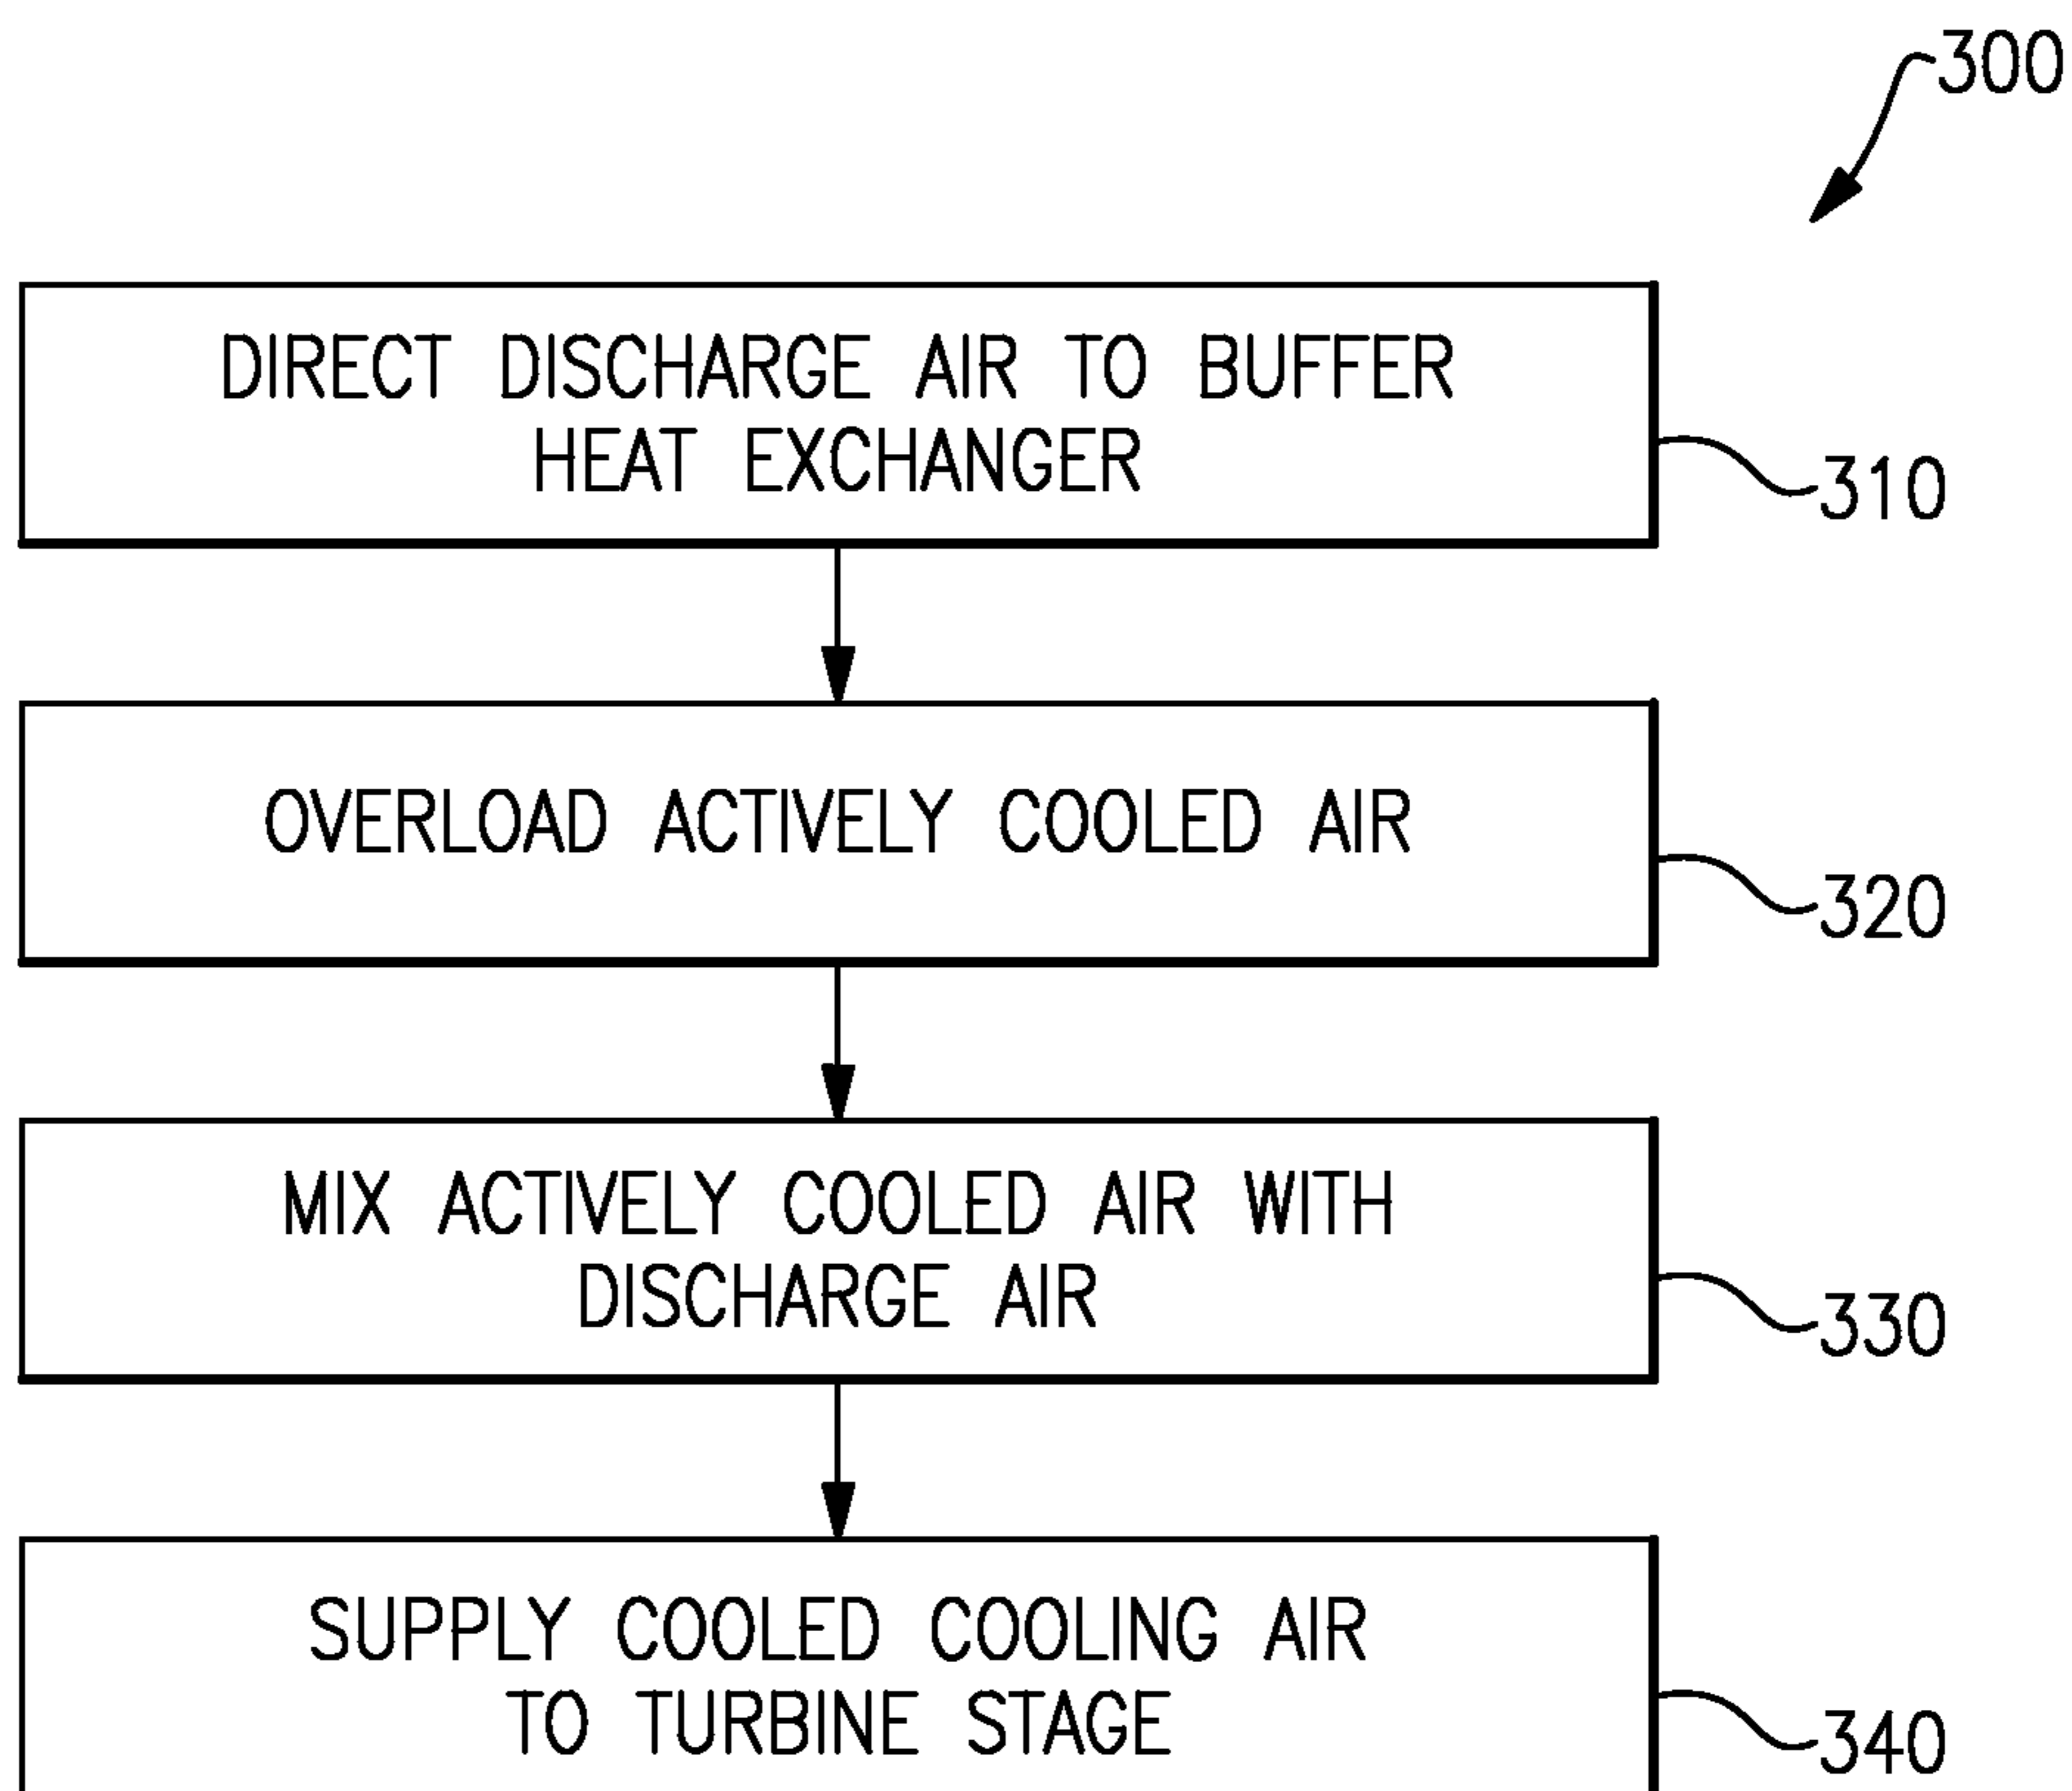 300
DIRECT DISCHARGE AIR TO BUFFER
HEAT EXCHANGER
310
OVERLOAD ACTIVELY COOLED AIR
320
MIX ACTIVELY COOLED AIR WITH
DISCHARGE AIR
330
SUPPLY COOLED COOLING AIR
TO TURBINE STAGE
340